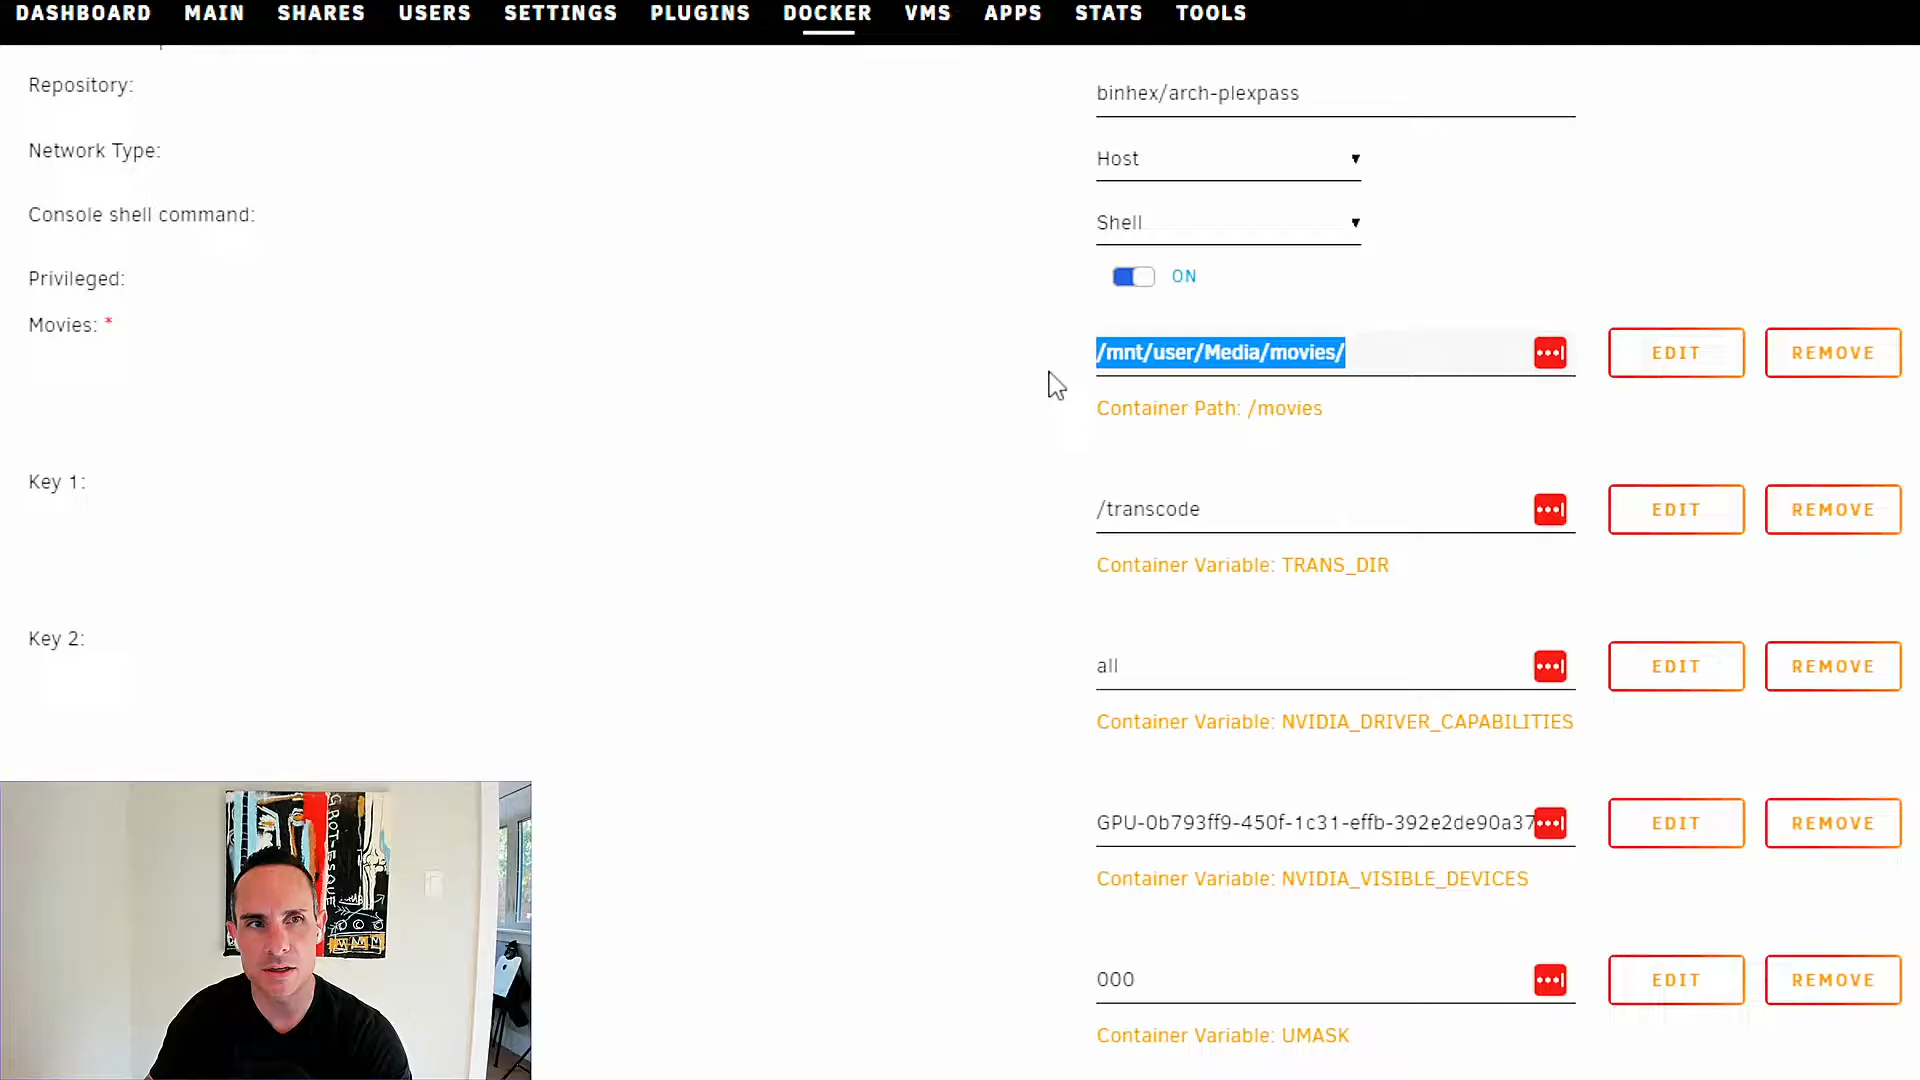 DASHBOARD MAIN SHARES USERS SETTINGS PLUGINS DOCKER VMS APPS STATS TOOLS
Repository:
binhex/arch-plexpass
Network Type:
Host
Console shell command:
Shell
Privileged:
ON
Movies: *
/mnt/user/Media/movies/
EDIT REMOVE
Container Path: /movies
Key 1:
/transcode
EDIT REMOVE
Container Variable: TRANS_DIR
Key 2:
all
EDIT REMOVE
Container Variable: NVIDIA_DRIVER_CAPABILITIES
GPU-0b793ff9-450f-1c31-effb-392e2de90a37
EDIT REMOVE
Container Variable: NVIDIA_VISIBLE_DEVICES
000
EDIT REMOVE
Container Variable: UMASK